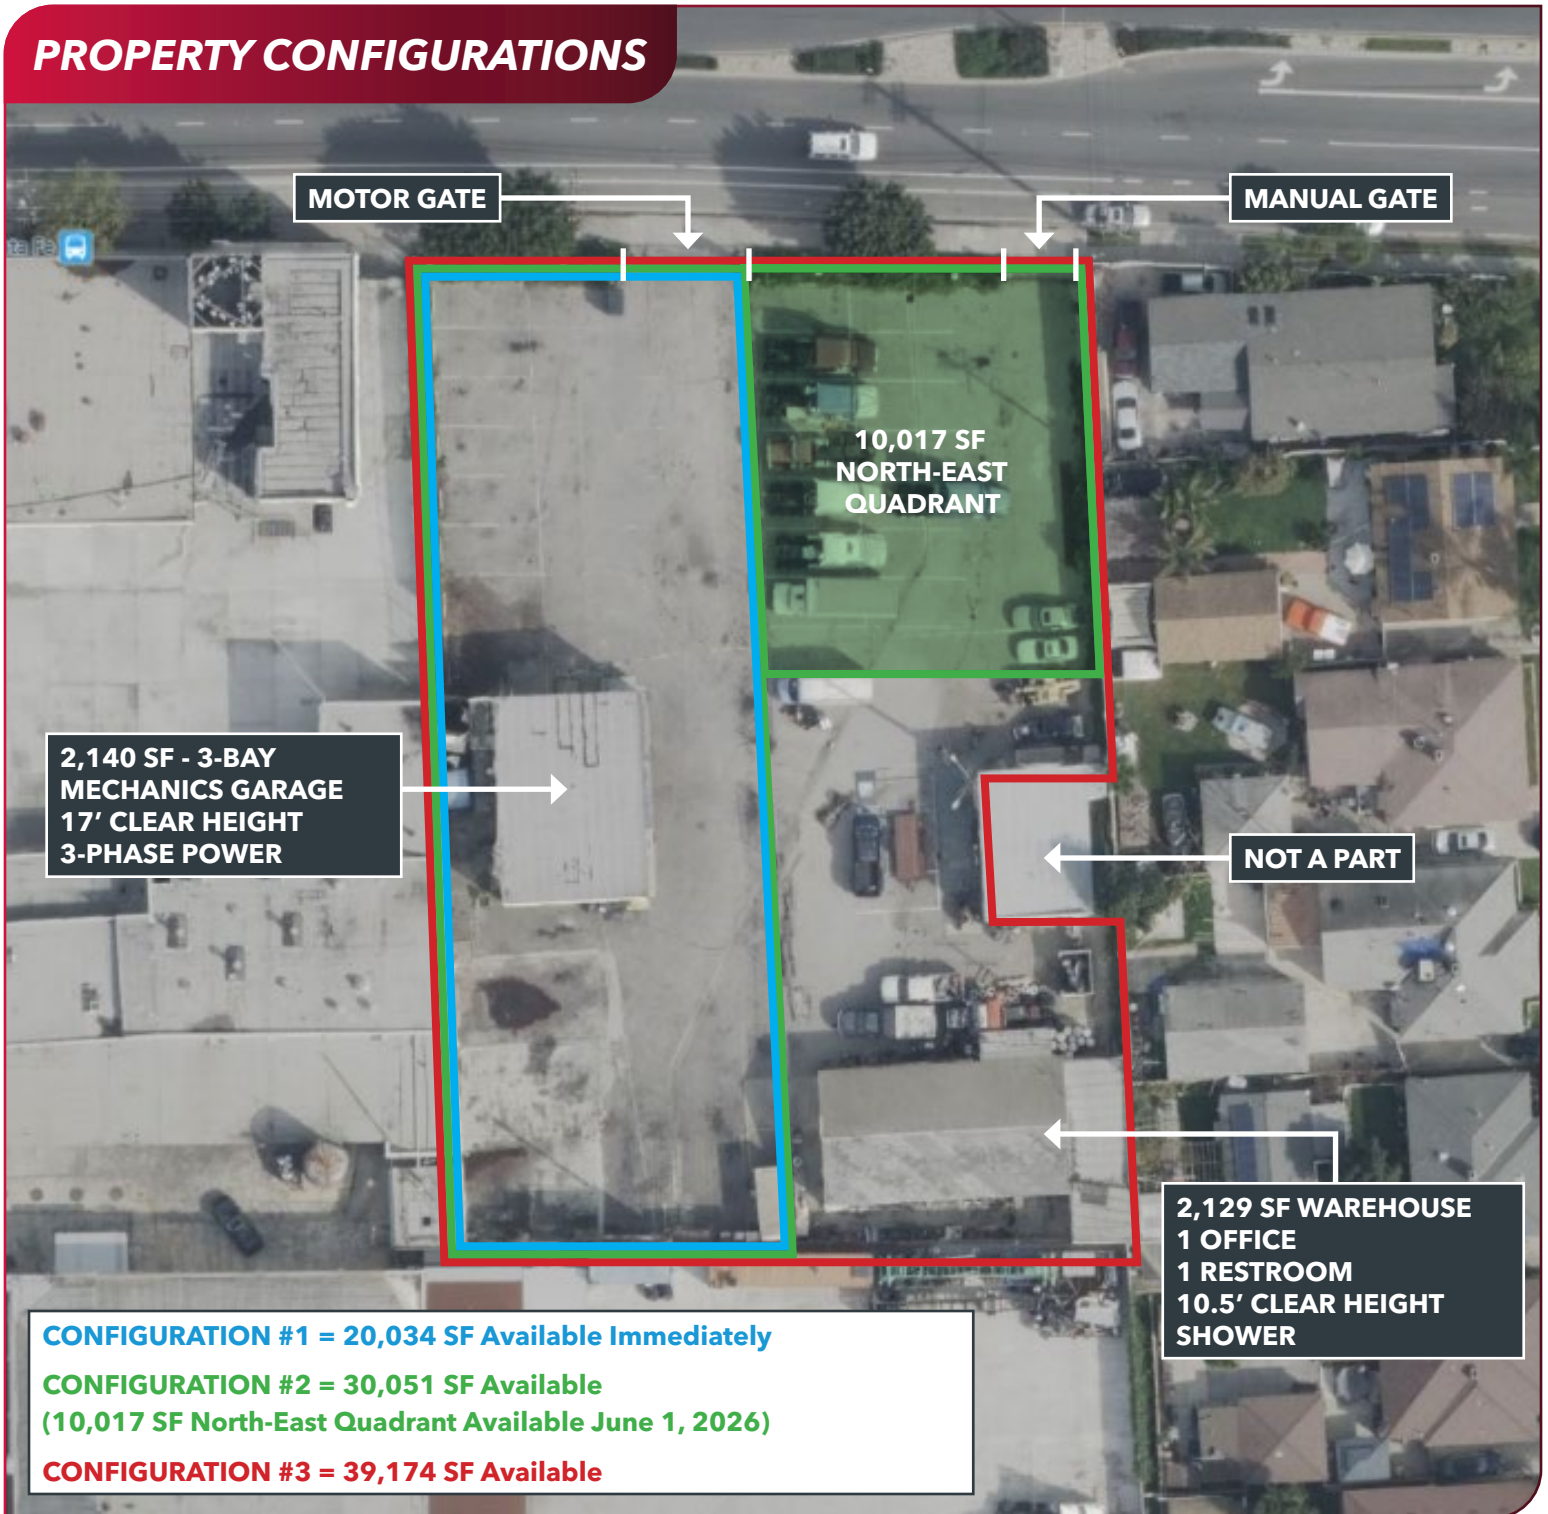 PROPERTY CONFIGURATIONS
MOTOR GATE
MANUAL GATE
ta Fe
10,017 SF
NORTH-EAST
QUADRANT
2,140 SF - 3-BAY
MECHANICS GARAGE
17’ CLEAR HEIGHT
3-PHASE POWER
NOT A PART
2,129 SF WAREHOUSE
1 OFFICE
1 RESTROOM
10.5’ CLEAR HEIGHT
SHOWER
CONFIGURATION #1 = 20,034 SF Available Immediately
CONFIGURATION #2 = 30,051 SF Available
(10,017 SF North-East Quadrant Available June 1, 2026)
CONFIGURATION #3 = 39,174 SF Available